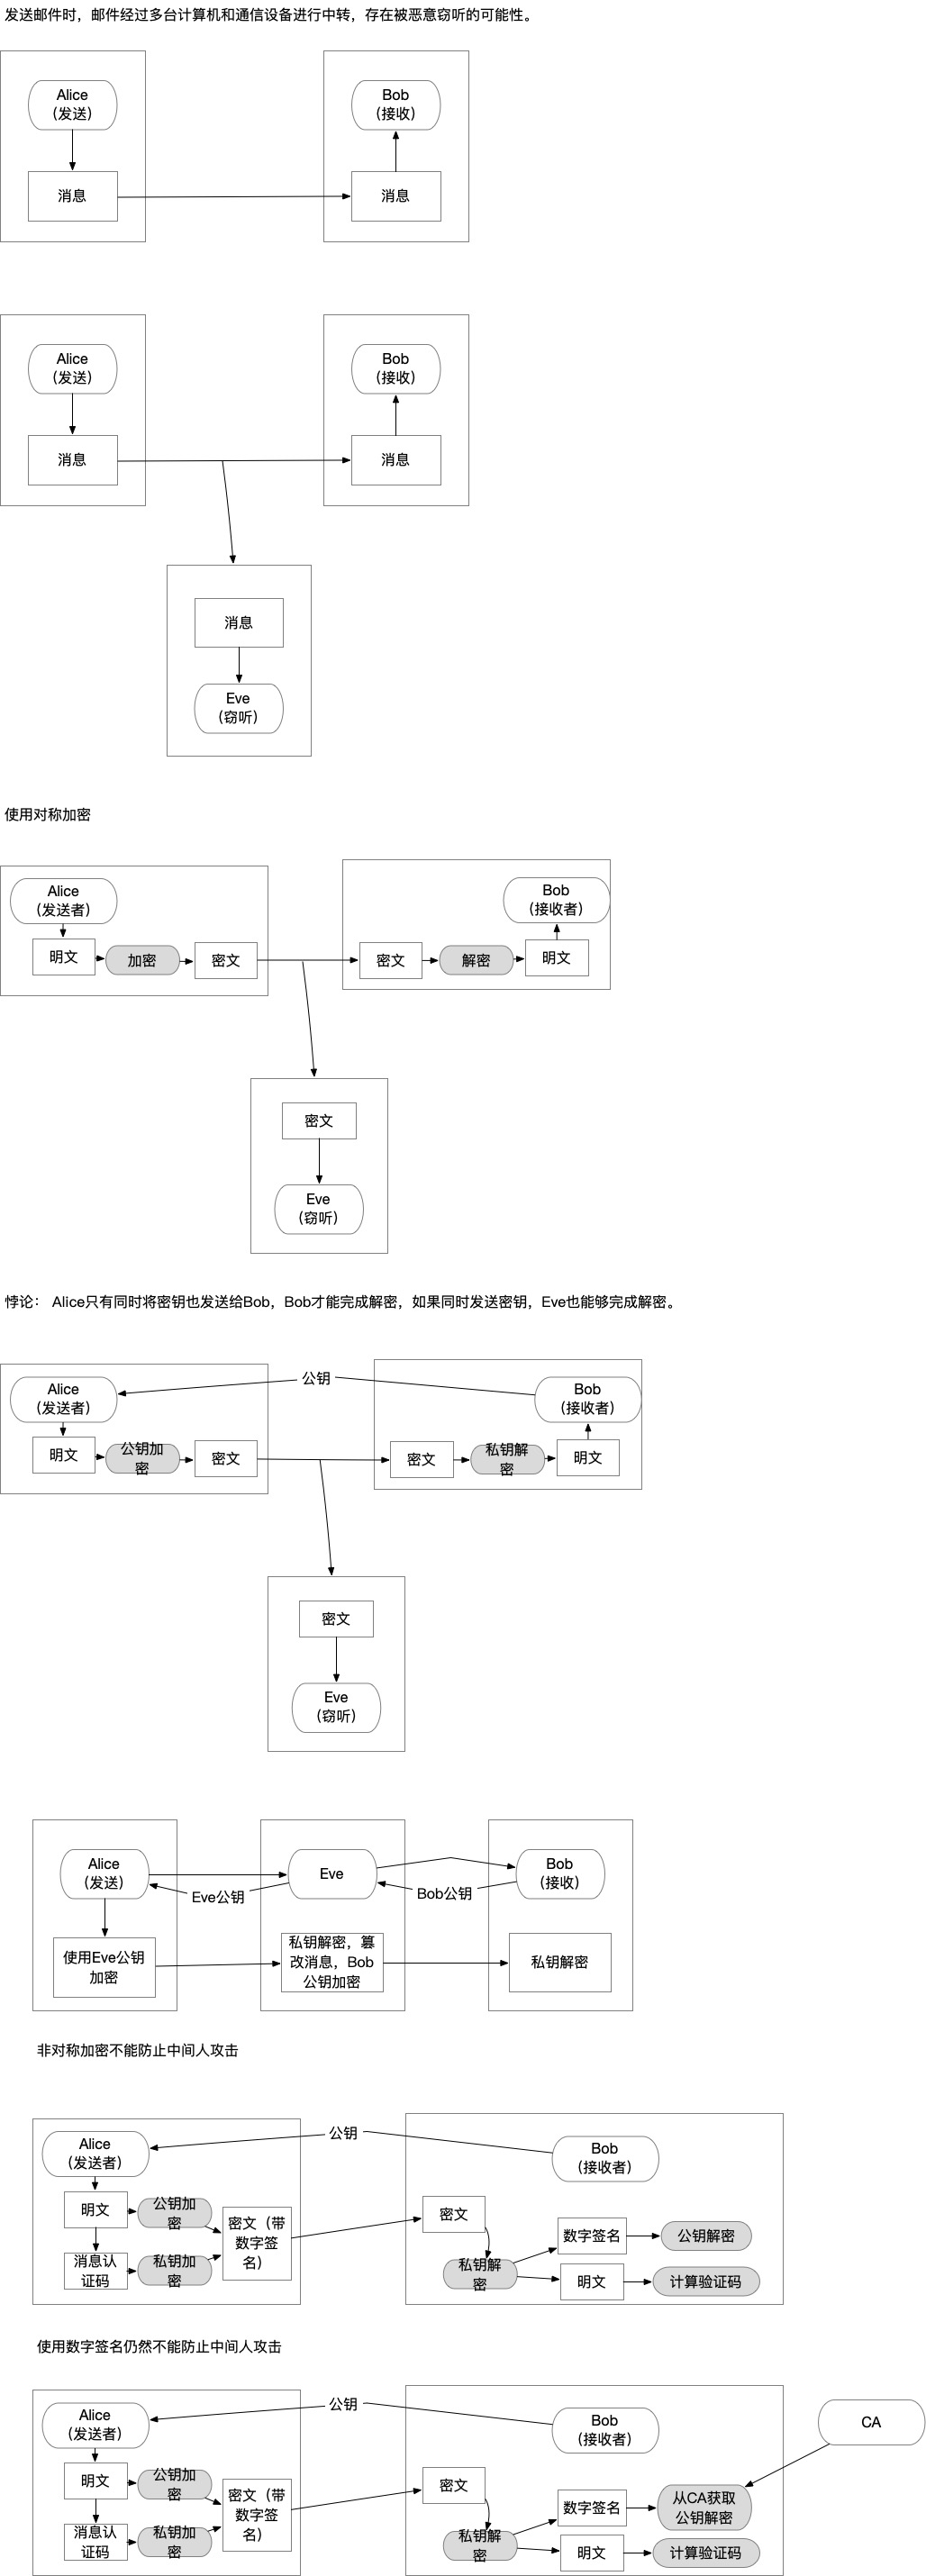 发送邮件时，邮件经过多台计算机和通信设备进行中转，存在被恶意窃听的可能性。
Alice
（发送）
Bob
（接收）
消息
消息
Alice
（发送）
Bob
（接收）
消息
消息
消息
Eve
（窃听）
使用对称加密
Alice
（发送者）
Bob
（接收者）
明文
加密
密文
密文
解密
明文
密文
Eve
（窃听）
悖论： Alice只有同时将密钥也发送给Bob，Bob才能完成解密，如果同时发送密钥，Eve也能够完成解密。
公钥
Alice
（发送者）
Bob
（接收者）
明文
公钥加
密
密文
密文
私钥解
密
明文
密文
Eve
（窃听）
Alice
（发送）
Eve
Bob
（接收）
Eve公钥
Bob公钥
使用Eve公钥
加密
私钥解密，篡
改消息，Bob
公钥加密
私钥解密
非对称加密不能防止中间人攻击
公钥
Alice
（发送者）
Bob
（接收者）
明文
公钥加
密
消息认
证码
私钥加
密
密文（带
数字签
名）
密文
私钥解
密
数字签名
公钥解密
明文
计算验证码
使用数字签名仍然不能防止中间人攻击
公钥
Alice
（发送者）
Bob
（接收者）
CA
明文
公钥加
密
消息认
证码
私钥加
密
密文（带
数字签
名）
密文
私钥解
密
数字签名
从CA获取
公钥解密
明文
计算验证码